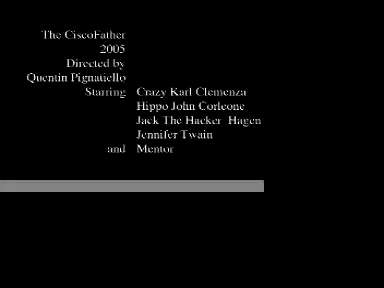 The CiscoFather
2005
Directed by
Quentin Pignatiello
Starring Crazy Karl Clemenza
Hippo John Corleone
Jack The Hacker Hagen
Jennifer Twain
and Mentor